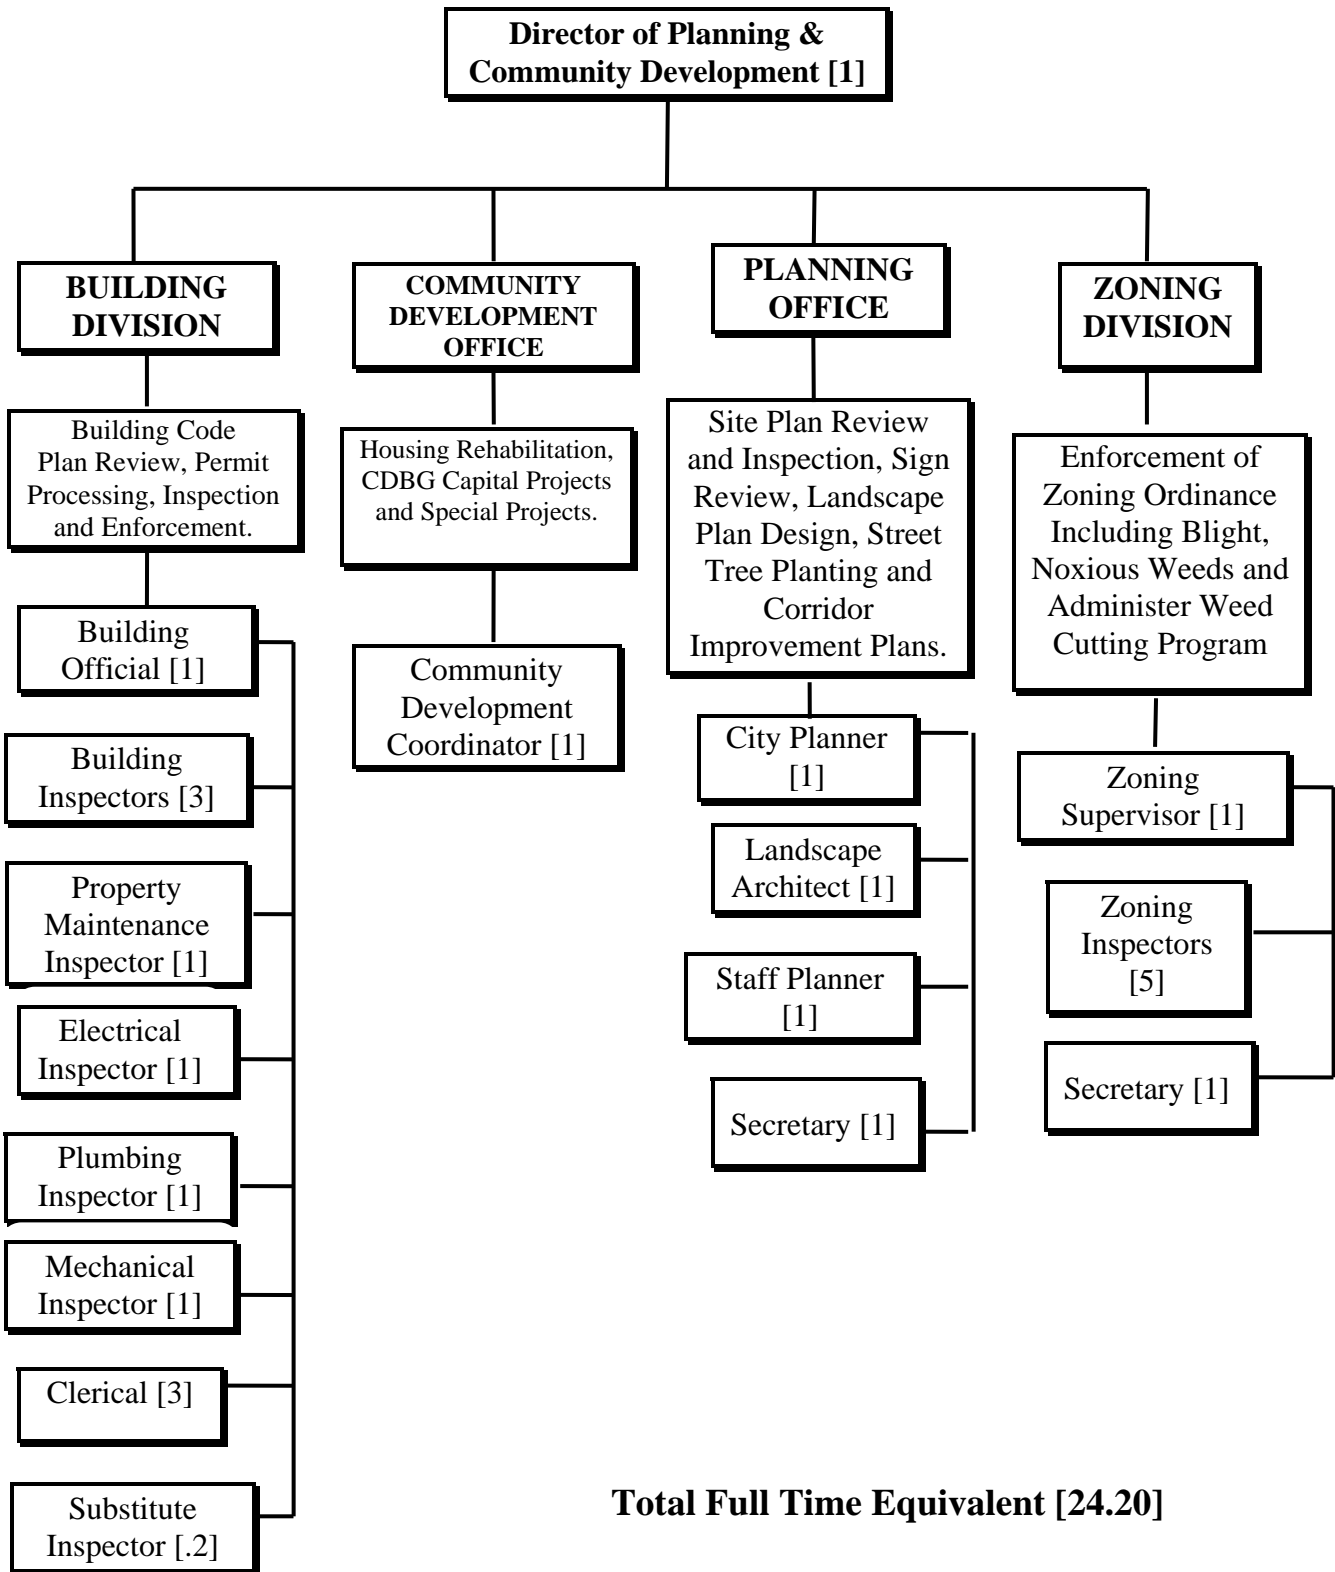 Director of Planning &
Community Development [1]
BUILDING
DIVISION
Building Code
Plan Review, Permit
Processing, Inspection
and Enforcement.
Building
Official [1]
Building
Inspectors [3]
Property
Maintenance
Inspector [1]
Electrical
Inspector [1]
Plumbing
Inspector [1]
Mechanical
Inspector [1]
Clerical [3]
Substitute
Inspector [.2]
COMMUNITY
DEVELOPMENT
OFFICE
Housing Rehabilitation,
CDBG Capital Projects
and Special Projects.
Community
Development
Coordinator [1]
PLANNING
OFFICE
Site Plan Review
and Inspection, Sign
Review, Landscape
Plan Design, Street
Tree Planting and
Corridor
Improvement Plans.
City Planner
[1]
Landscape
Architect [1]
Staff Planner
[1]
Secretary [1]
ZONING
DIVISION
Enforcement of
Zoning Ordinance
Including Blight,
Noxious Weeds and
Administer Weed
Cutting Program
Zoning
Supervisor [1]
Zoning
Inspectors
[5]
Secretary [1]
Total Full Time Equivalent [24.20]